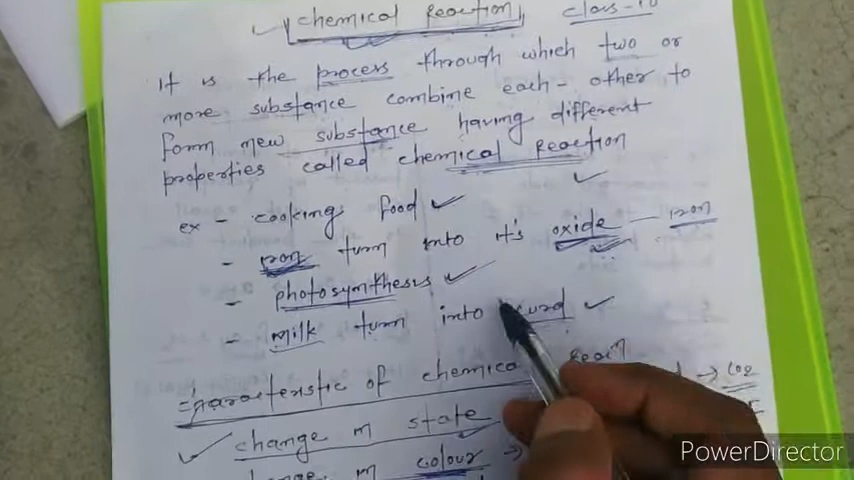 chemical Reaction class-10
It is the process through which two or
more substance combine each-other to
form new substance having different
properties called chemical Reaction
ex - cooking food
- Iron turn into it's oxide - iron
- photosynthesis
- milk turn into curd
characteristic of chemical
change in state
change in colour →
PowerDirector